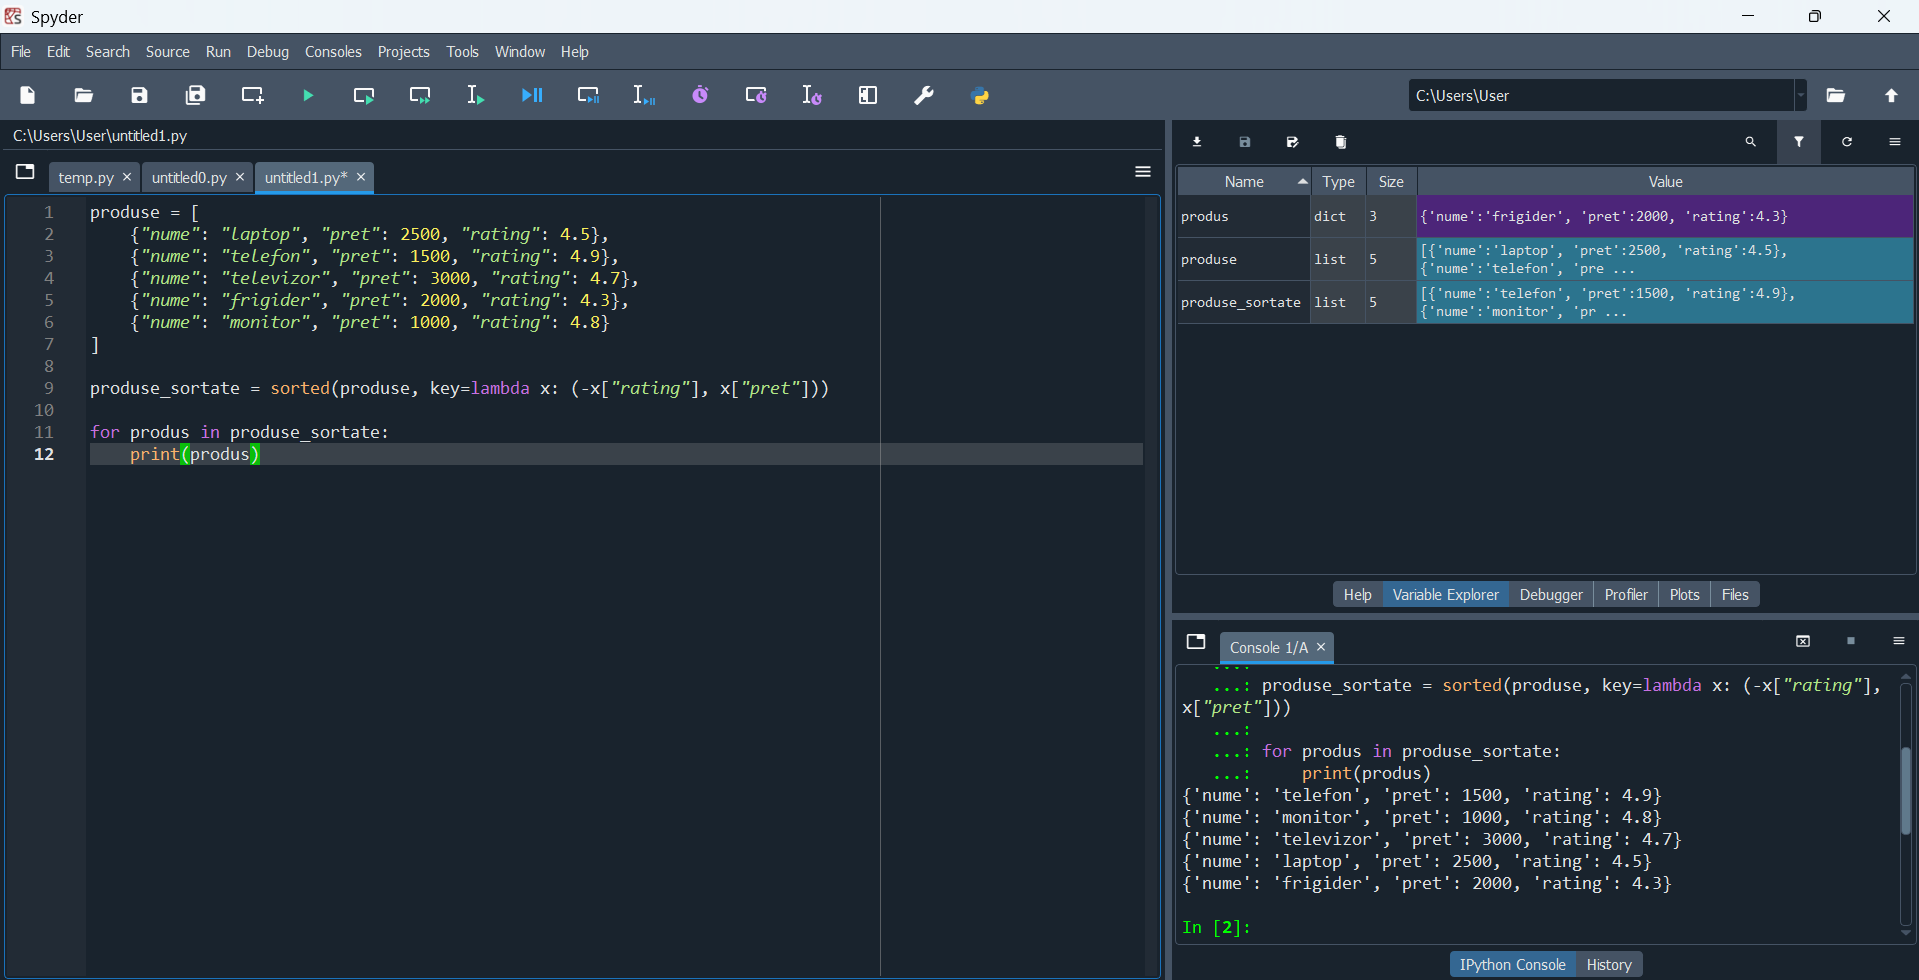 Spyder
File Edit Search Source Run Debug Consoles Projects Tools Window Help
C:\Users\User
C:\Users\User\untitled1.py
temp.py untitled0.py untitled1.py*
1 produse = [
2     {"nume": "laptop", "pret": 2500, "rating": 4.5},
3     {"nume": "telefon", "pret": 1500, "rating": 4.9},
4     {"nume": "televizor", "pret": 3000, "rating": 4.7},
5     {"nume": "frigider", "pret": 2000, "rating": 4.3},
6     {"nume": "monitor", "pret": 1000, "rating": 4.8}
7 ]
8
9 produse_sortate = sorted(produse, key=lambda x: (-x["rating"], x["pret"]))
10
11 for produs in produse_sortate:
12     print(produs)
Name Type Size Value
produs dict 3 {'nume':'frigider', 'pret':2000, 'rating':4.3}
produse list 5 [{'nume':'laptop', 'pret':2500, 'rating':4.5},
{'nume':'telefon', 'pre ...
produse_sortate list 5 [{'nume':'telefon', 'pret':1500, 'rating':4.9},
{'nume':'monitor', 'pr ...
Help Variable Explorer Debugger Profiler Plots Files
Console 1/A
...:
...: produse_sortate = sorted(produse, key=lambda x: (-x["rating"],
x["pret"]))
...:
...: for produs in produse_sortate:
...:     print(produs)
{'nume': 'telefon', 'pret': 1500, 'rating': 4.9}
{'nume': 'monitor', 'pret': 1000, 'rating': 4.8}
{'nume': 'televizor', 'pret': 3000, 'rating': 4.7}
{'nume': 'laptop', 'pret': 2500, 'rating': 4.5}
{'nume': 'frigider', 'pret': 2000, 'rating': 4.3}
In [2]:
IPython Console History